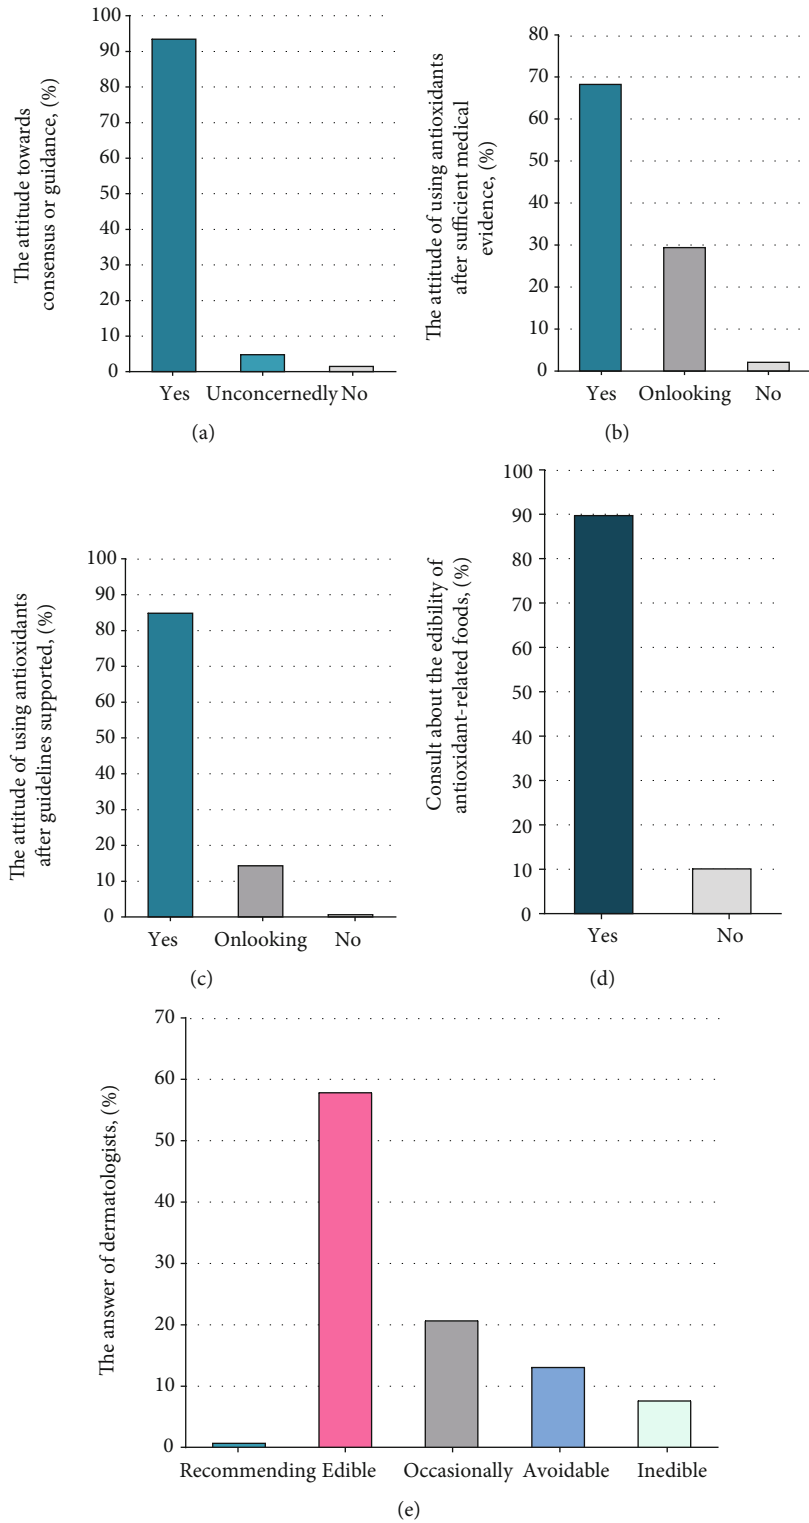 The attitude towards
consensus or guidance, (%)
100
90
80
70
60
50
40
30
20
10
0
Yes Unconcernedly No
(a)
The attitude of using antioxidants
after sufficient medical
evidence, (%)
80
70
60
50
40
30
20
10
0
Yes Onlooking No
(b)
The attitude of using antioxidants
after guidelines supported, (%)
100
90
80
70
60
50
40
30
20
10
0
Yes Onlooking No
(c)
Consult about the edibility of
antioxidant-related foods, (%)
100
90
80
70
60
50
40
30
20
10
0
Yes No
(d)
The answer of dermatologists, (%)
70
60
50
40
30
20
10
0
Recommending Edible Occasionally Avoidable Inedible
(e)